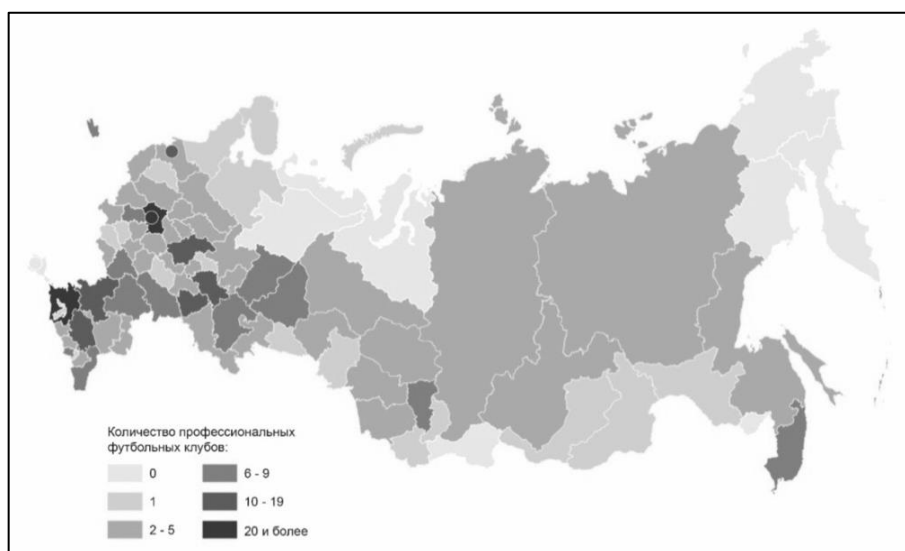 Количество профессиональных
футбольных клубов:
0
1
2 - 5
6 - 9
10 - 19
20 и более